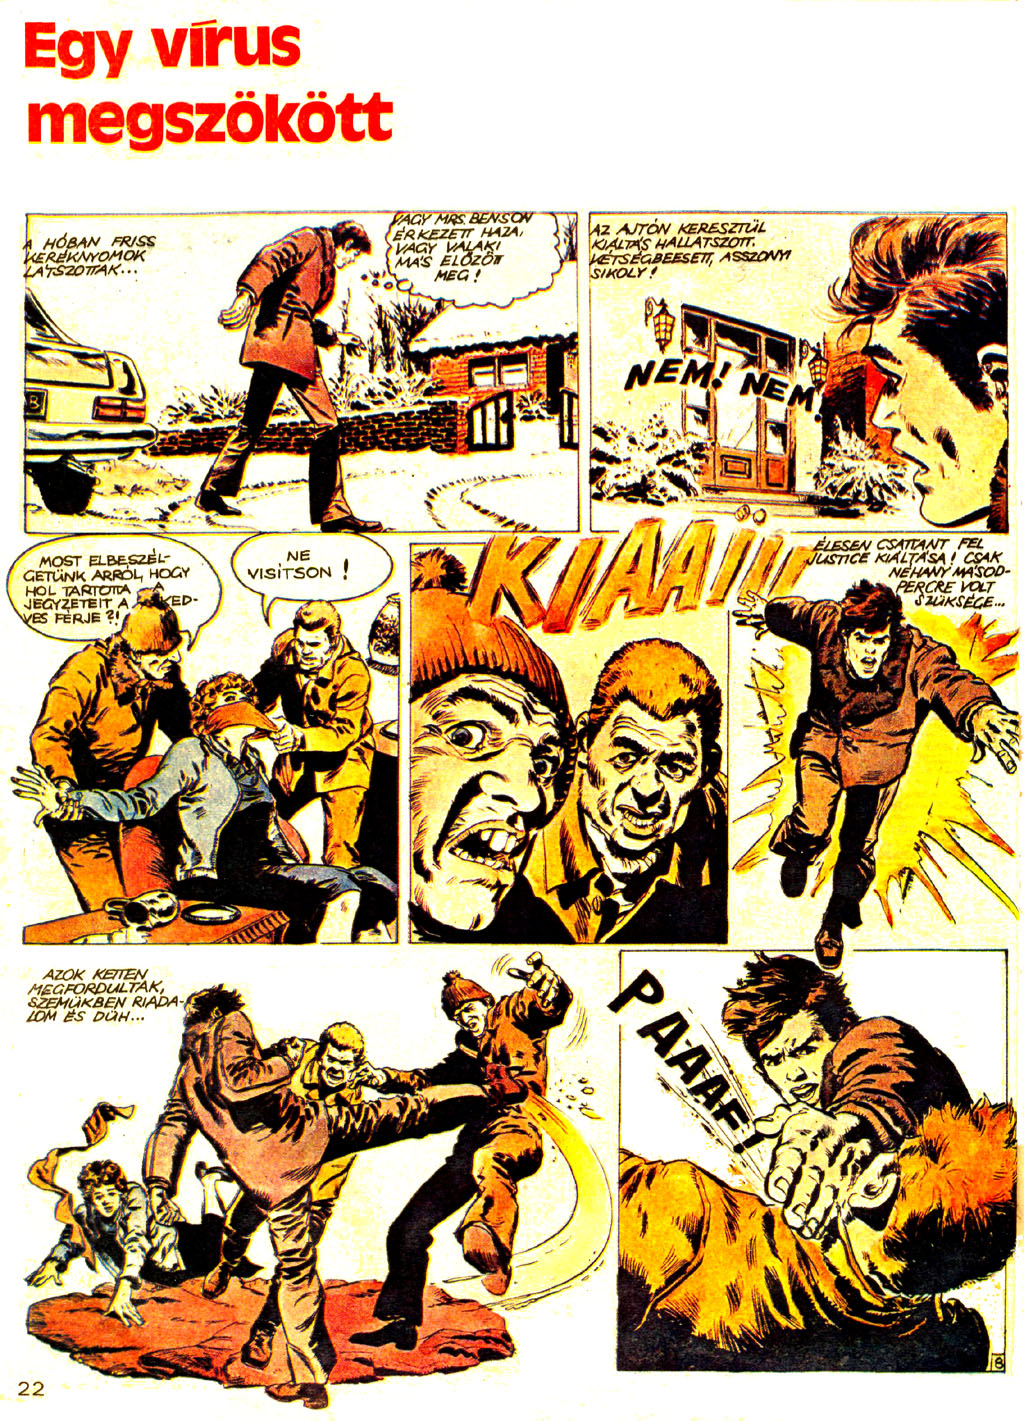 Egy vírus
megszökött
A HÓBAN FRISS
KERÉKNYOMOK
LÁTSZOTTAK...
VAGY MRS. BENSON
ÉRKEZETT HAZA,
VAGY VALAKI
MÁS ELŐZÖTT
MEG!
AZ AJTÓN KERESZTÜL
KIÁLTÁS HALLATSZOTT.
KÉTSÉGBEESETT, ASSZONYI
SIKOLY!
NEM! NEM!
MOST ELBESZÉL-
GETÜNK ARRÓL, HOGY
HOL TARTOTTA A
JEGYZETEIT A KED-
VES FÉRJE?!
NE
VISÍTSON!
KIAAIII
ÉLESEN CSATTANT FEL
JUSTICE KIÁLTÁSA! CSAK
NÉHÁNY MÁSOD-
PERCRE VOLT
SZÜKSÉGE...
AZOK KETTEN
MEGFORDULTAK,
SZEMÜKBEN RIADA-
LOM ÉS DÜH...
PAAAF!
8
22